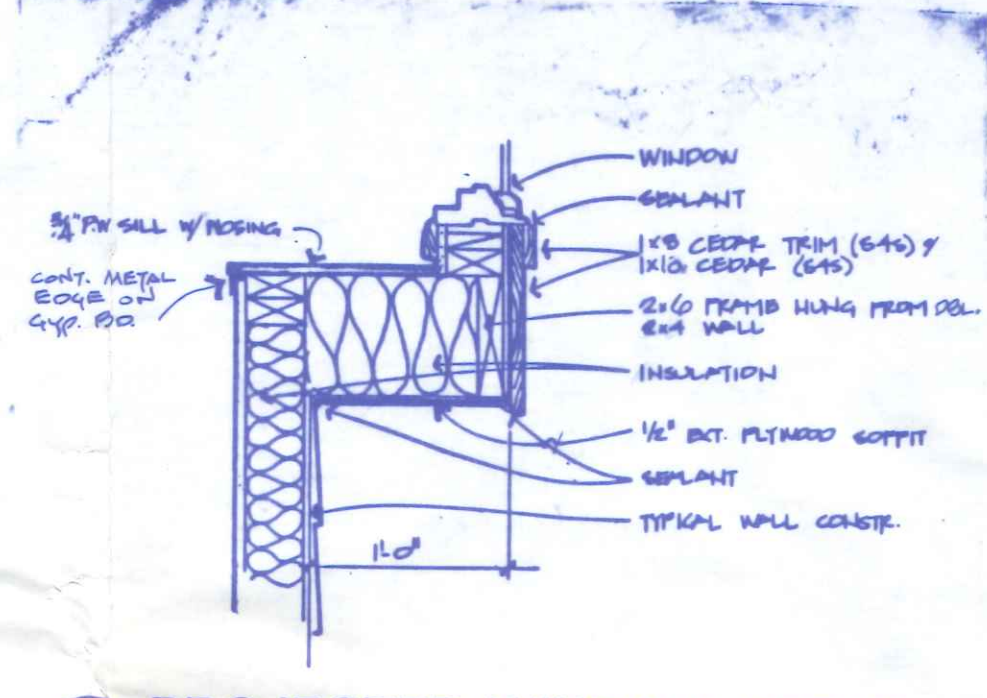 WINDOW
SEALANT
3/4" PW SILL W/ NOSING
1x8 CEDAR TRIM (S4S) &
1x12 CEDAR (S4S)
CONT. METAL
EDGE ON
GYP. BD.
2x6 FRAME HUNG FROM DBL.
2x4 WALL
INSULATION
1/2" EXT. PLYWOOD SOFFIT
SEALANT
TYPICAL WALL CONSTR.
1'-0"